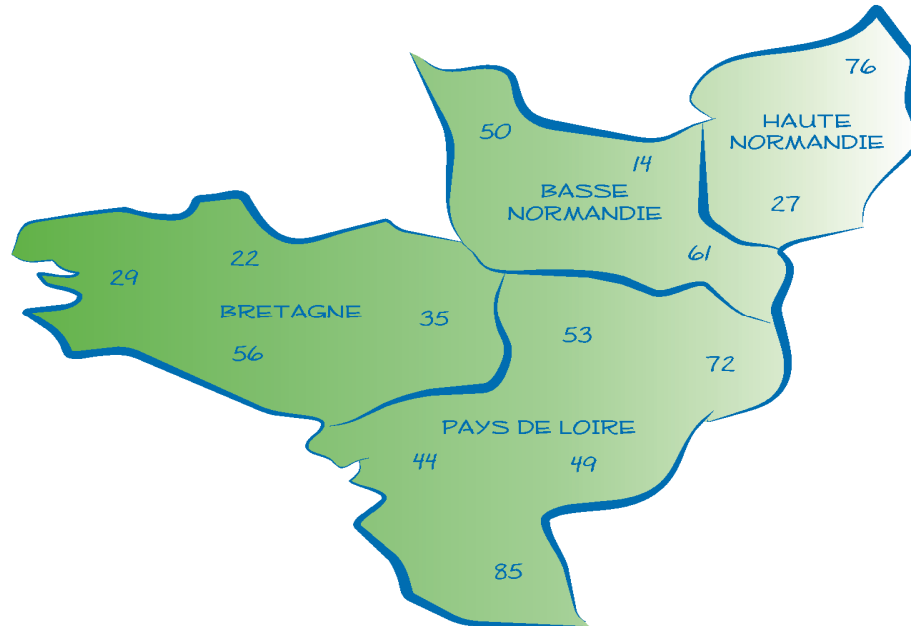 76
50
HAUTE
NORMANDIE
14
BASSE
NORMANDIE
27
61
22
29
BRETAGNE
35
53
56
72
PAYS DE LOIRE
44
49
85